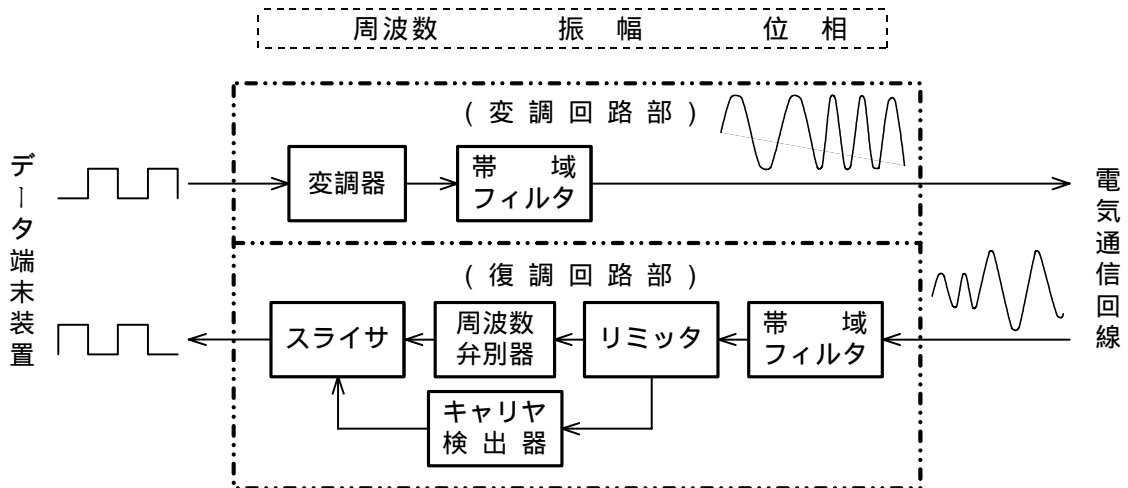 周波数 振幅 位相
(変調回路部)
データ端末装置
変調器
帯域
フィルタ
電気通信回線
(復調回路部)
スライサ
周波数
弁別器
リミッタ
帯域
フィルタ
キャリヤ
検出器